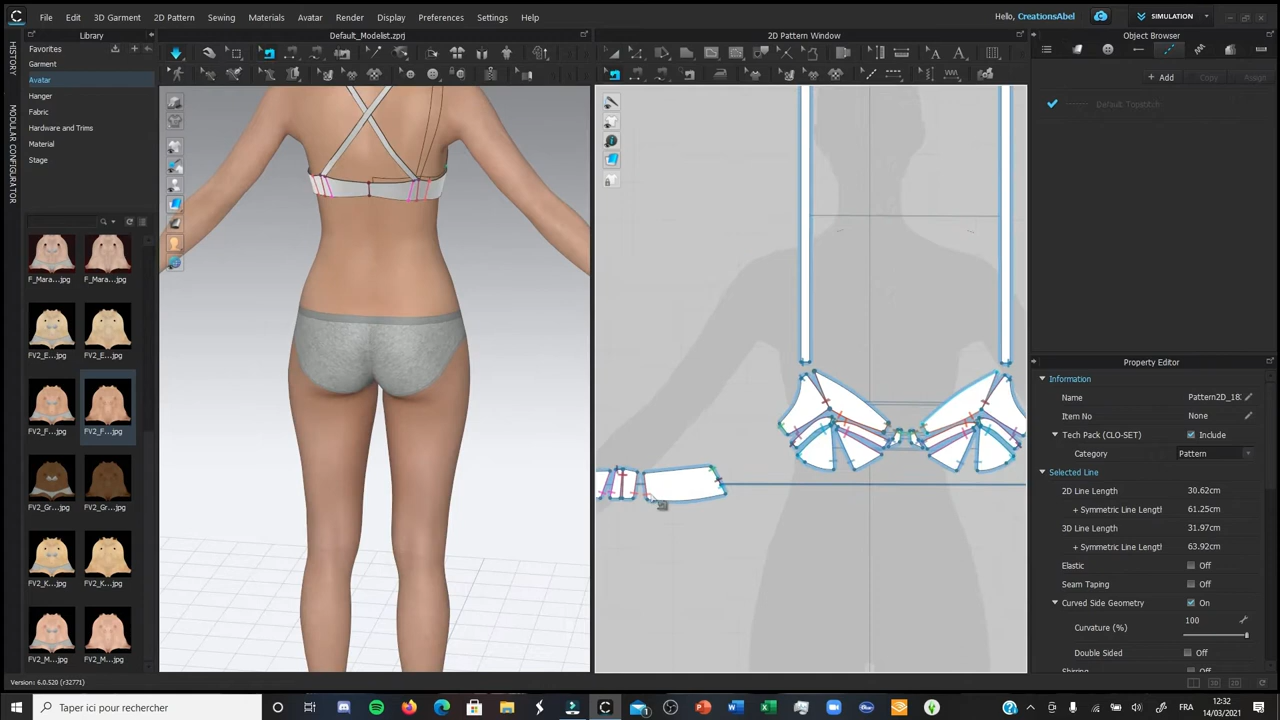 File Edit 3D Garment 2D Pattern Sewing Materials Avatar Render Display Preferences Settings Help
Hello, CreationsAbel
SIMULATION
Library
Default_Modelist.zprj
2D Pattern Window
Object Browser
HISTORY
MODULAR CONFIGURATOR
Favorites
Garment
Avatar
Hanger
Fabric
Hardware and Trims
Material
Stage
F_Mara...jpg F_Mara...jpg
FV2_E...jpg FV2_E...jpg
FV2_F...jpg FV2_F...jpg
FV2_Gr...jpg FV2_Gr...jpg
FV2_K...jpg FV2_K...jpg
FV2_M...jpg FV2_M...jpg
+ Add Copy Assign
Default Topstitch
Property Editor
Information
Name Pattern2D_18
Item No None
Tech Pack (CLO-SET) Include
Category Pattern
Selected Line
2D Line Length 30.62cm
+ Symmetric Line Lengtl 61.25cm
3D Line Length 31.97cm
+ Symmetric Line Lengtl 63.92cm
Elastic Off
Seam Taping Off
Curved Side Geometry On
Curvature (%) 100
Double Sided Off
Shirring Off
Version: 6.0.520 (r32771)
2D
Taper ici pour rechercher
FRA
12:32
14/03/2021